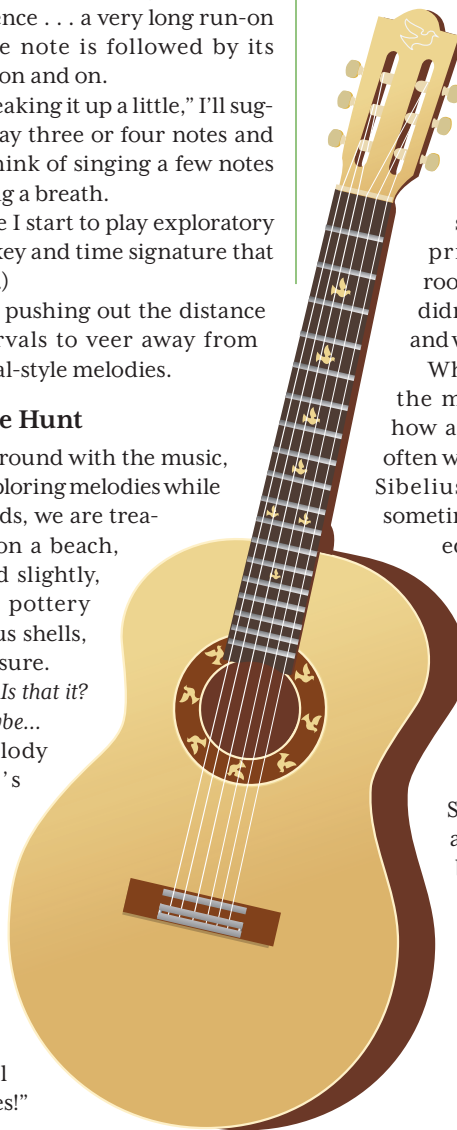 ence . . . a very long run-on
e note is followed by its
on and on.
eaking it up a little,” I’ll sug-
ay three or four notes and
hink of singing a few notes
ng a breath.
e I start to play exploratory
key and time signature that
.)
pushing out the distance
rvals to veer away from
al-style melodies.
e Hunt
round with the music,
ploring melodies while
ds, we are trea-
on a beach,
d slightly,
pottery
us shells,
sure.
Is that it?
ybe...
lody
’s
l
es!”
s
pri
roo
didn
and
Wh
the m
how a
often w
Sibelius
sometin
ec
S
a